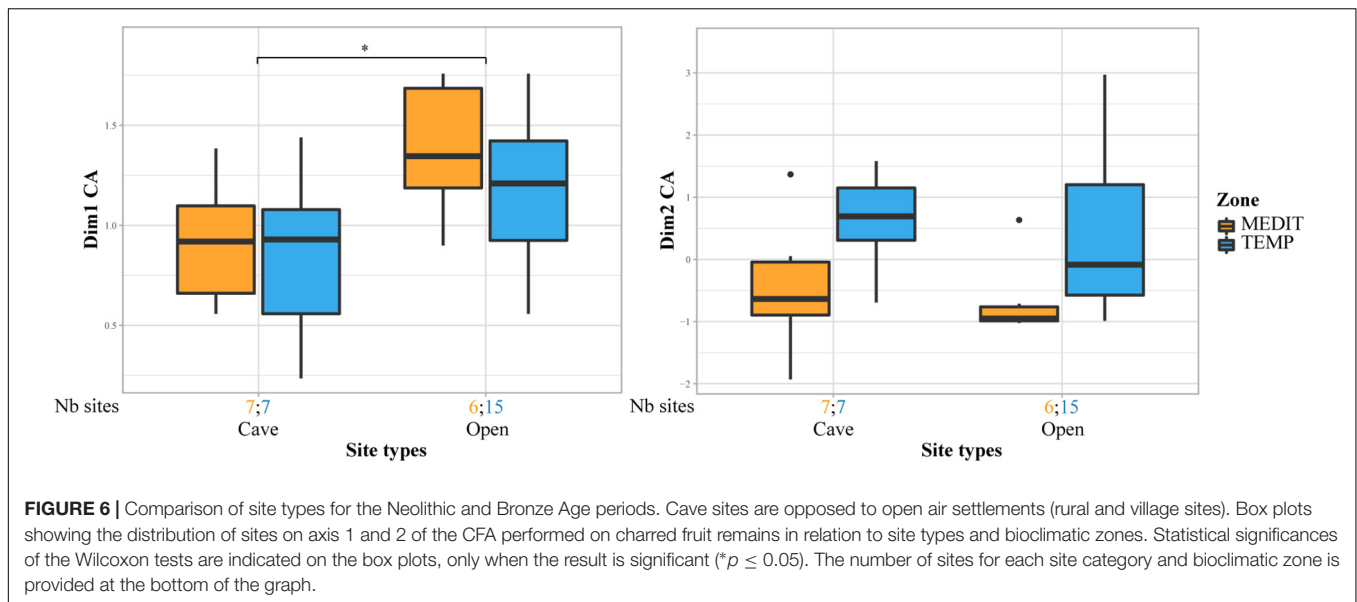 *
Dim1 CA
1.5
1.0
0.5
Nb sites
7;7
6;15
Cave
Open
Site types
Dim2 CA
3
2
1
0
−1
−2
Nb sites
7;7
6;15
Cave
Open
Site types
Zone
MEDIT
TEMP
FIGURE 6 | Comparison of site types for the Neolithic and Bronze Age periods. Cave sites are opposed to open air settlements (rural and village sites). Box plots
showing the distribution of sites on axis 1 and 2 of the CFA performed on charred fruit remains in relation to site types and bioclimatic zones. Statistical significances
of the Wilcoxon tests are indicated on the box plots, only when the result is significant (*p ≤ 0.05). The number of sites for each site category and bioclimatic zone is
provided at the bottom of the graph.